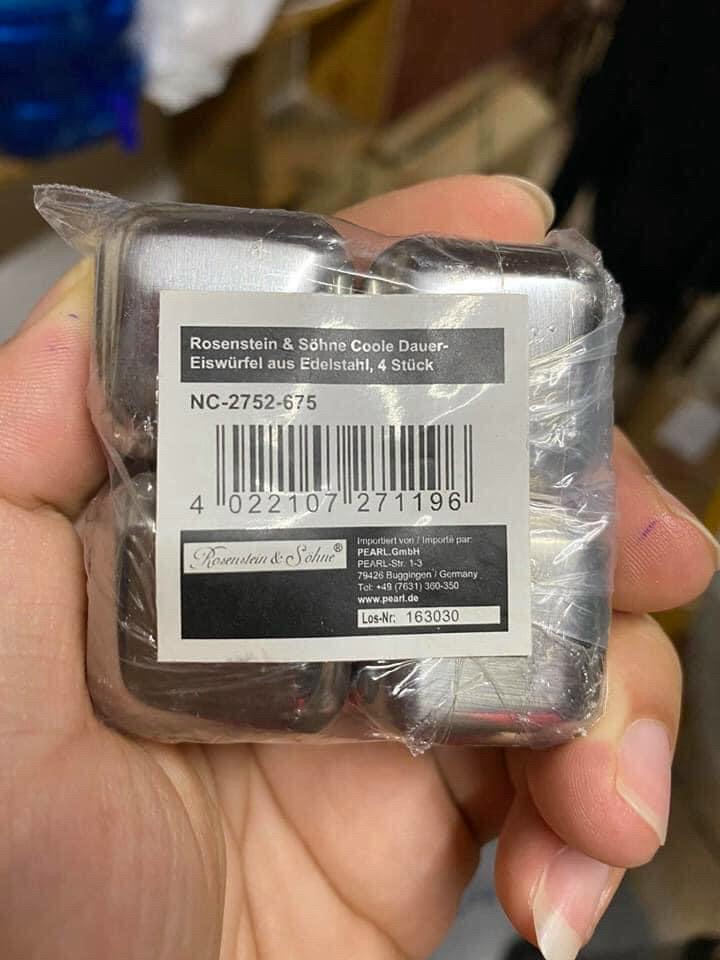 Rosenstein & Söhne Coole Dauer-
Eiswürfel aus Edelstahl, 4 Stück
NC-2752-675
4 022107 271196
Rosenstein & Söhne®
Importiert von / Importé par:
PEARL.GmbH
PEARL-Str. 1-3
79426 Buggingen / Germany
Tel: +49 (7631) 360-350
www.pearl.de
Los-Nr: 163030